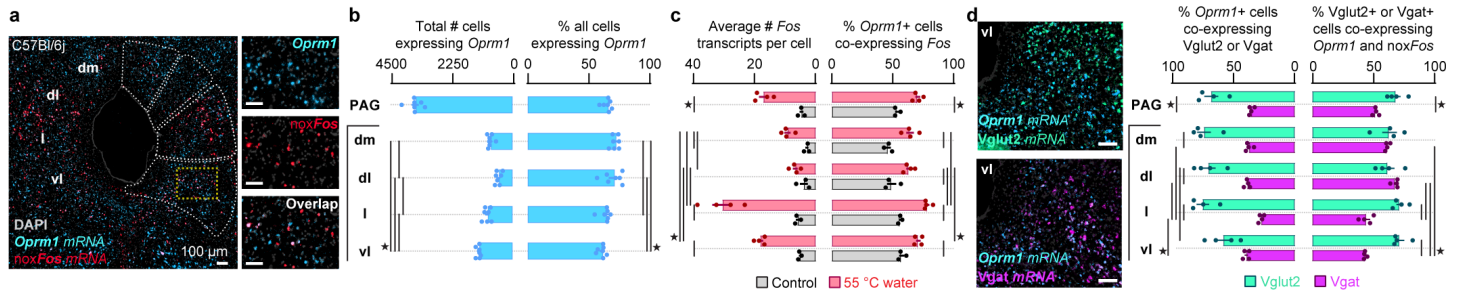 a
C57Bl/6j
dm
dl
l
vl
DAPI
Oprm1 mRNA
noxFos mRNA
100 µm
Oprm1
noxFos
Overlap
b
Total # cells
expressing Oprm1
% all cells
expressing Oprm1
4500 2250 0 0 50 100
PAG
dm
dl
l
vl
★ ★
c
Average # Fos
transcripts per cell
% Oprm1+ cells
co-expressing Fos
40 20 0 0 50 100
★ ★
★ ★
Control 55 °C water
d
vl
Oprm1 mRNA
Vglut2 mRNA
vl
Oprm1 mRNA
Vgat mRNA
% Oprm1+ cells
co-expressing
Vglut2 or Vgat
% Vglut2+ or Vgat+
cells co-expressing
Oprm1 and noxFos
100 50 0 0 50 100
PAG
dm
dl
l
vl
★ ★
★ ★
Vglut2 Vgat